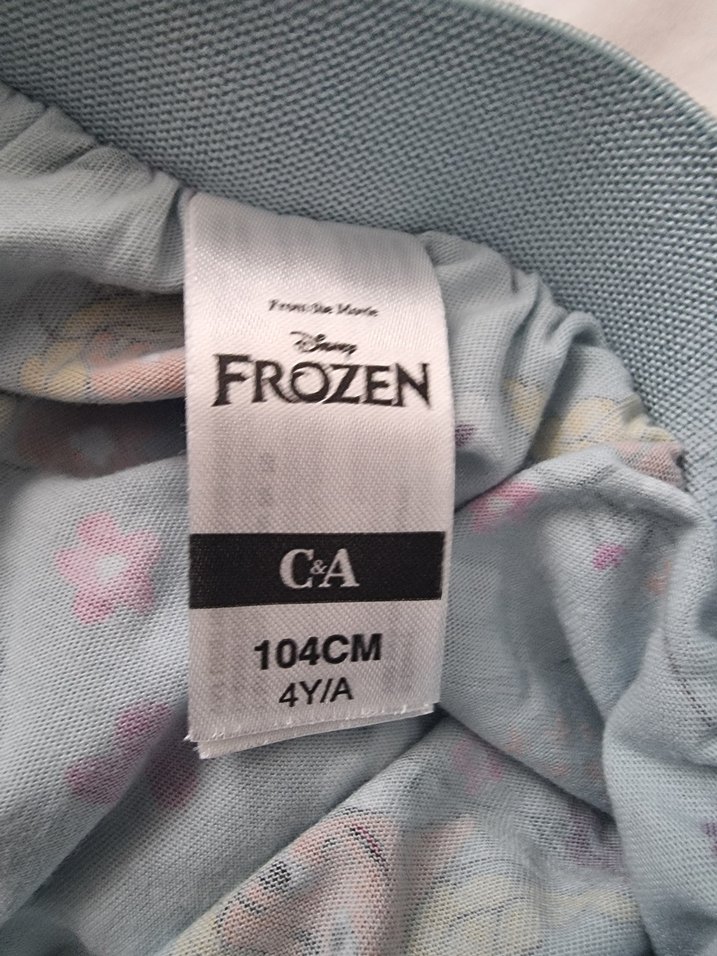 From the Movie
Disney
FROZEN
C&A
104CM
4Y/A